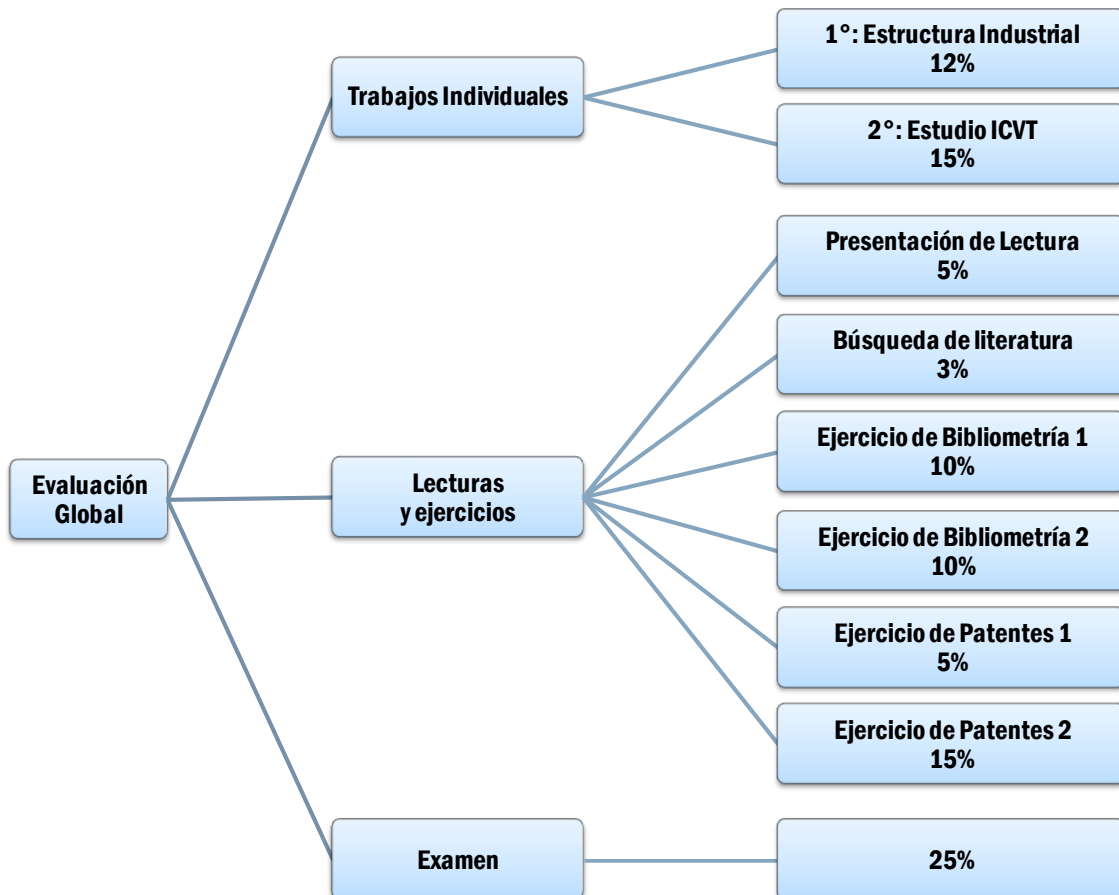 1°: Estructura Industrial
12%
Trabajos Individuales
2°: Estudio ICVT
15%
Presentación de Lectura
5%
Búsqueda de literatura
3%
Ejercicio de Bibliometría 1
10%
Evaluación
Global
Lecturas
y ejercicios
Ejercicio de Bibliometría 2
10%
Ejercicio de Patentes 1
5%
Ejercicio de Patentes 2
15%
Examen
25%